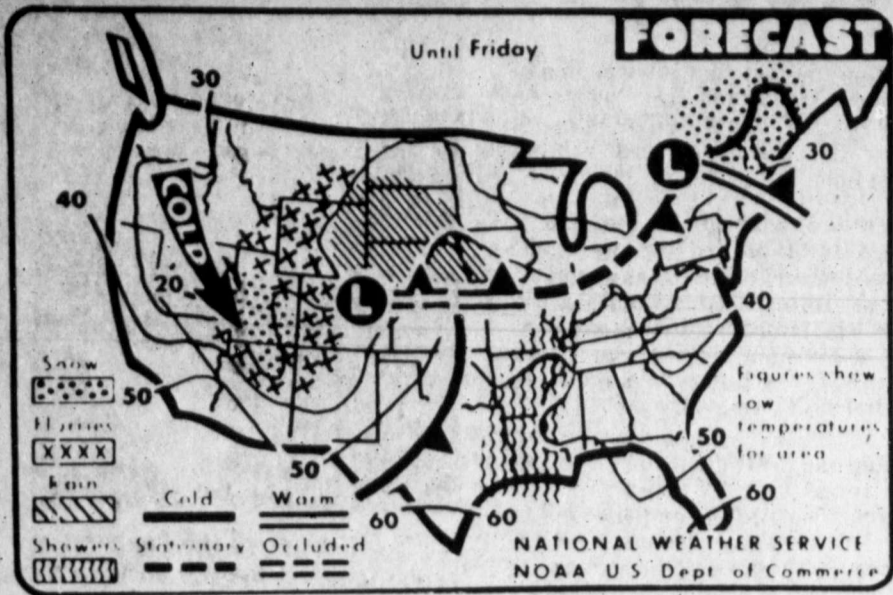 FORECAST
Until Friday
30
30
40
COLD
20
L
L
40
Snow
50
Flurries
Figures show
low
temperatures
for area
50
50
Rain
Cold
Warm
60
60
60
Showers
Stationary
Occluded
NATIONAL WEATHER SERVICE
NOAA U S Dept of Commerce